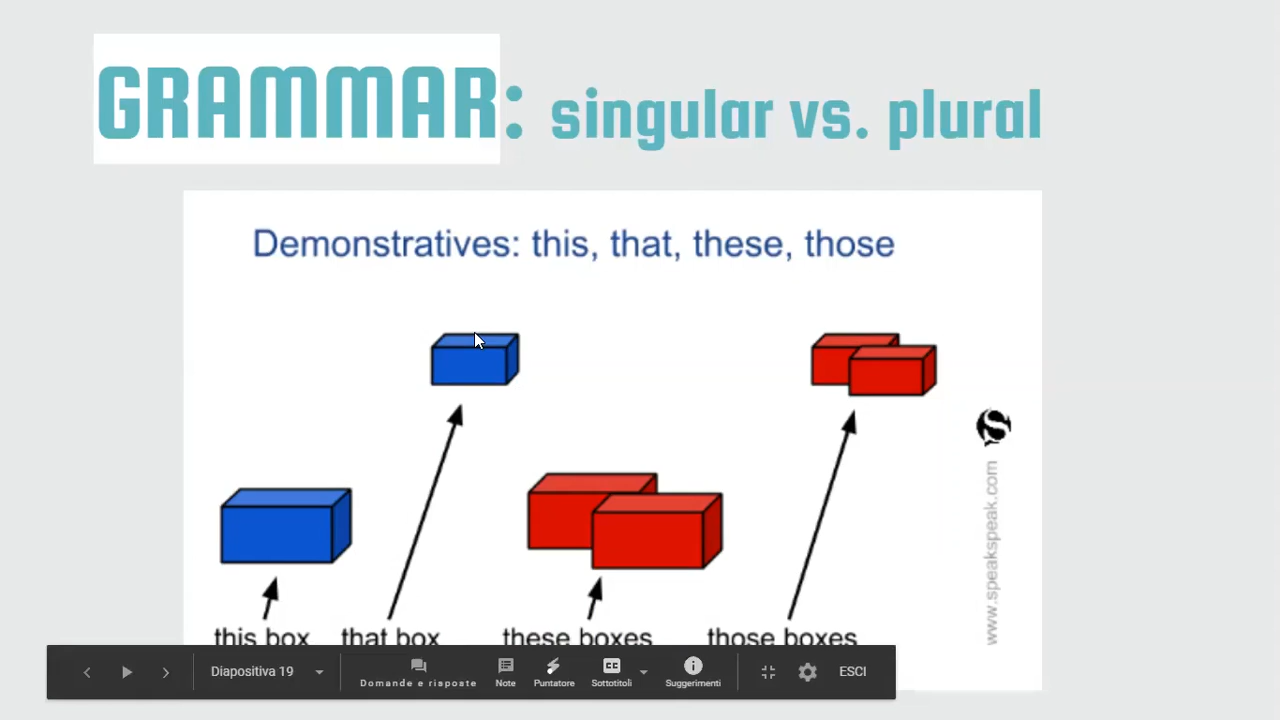 GRAMMAR: singular vs. plural
Demonstratives: this, that, these, those
www.speakspeak.com
this box that box these boxes those boxes
Diapositiva 19
Domande e risposte
Note
Puntatore
CC
Sottotitoli
Suggerimenti
ESCI